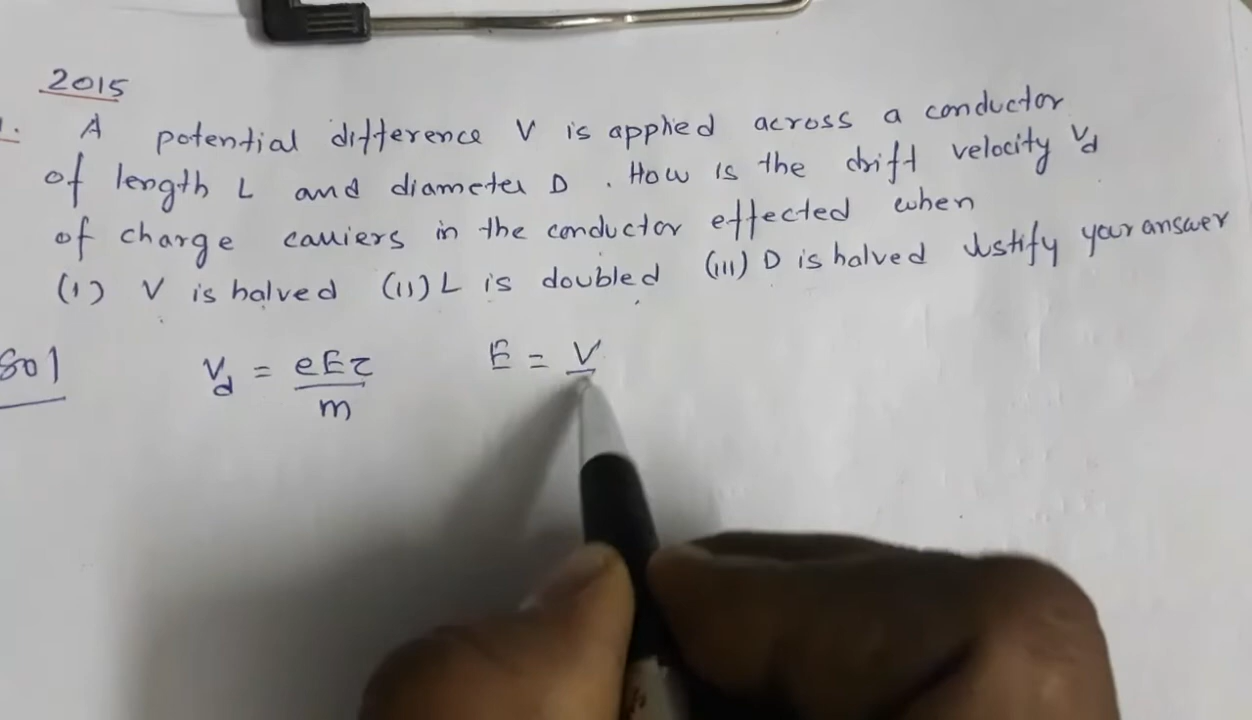 2015
1. A potential difference V is applied across a conductor
of length L and diameter D. How is the drift velocity Vd
of charge carriers in the conductor effected when
(i) V is halved (ii) L is doubled (iii) D is halved Justify your answer
Sol Vd = eEτ/m E = V